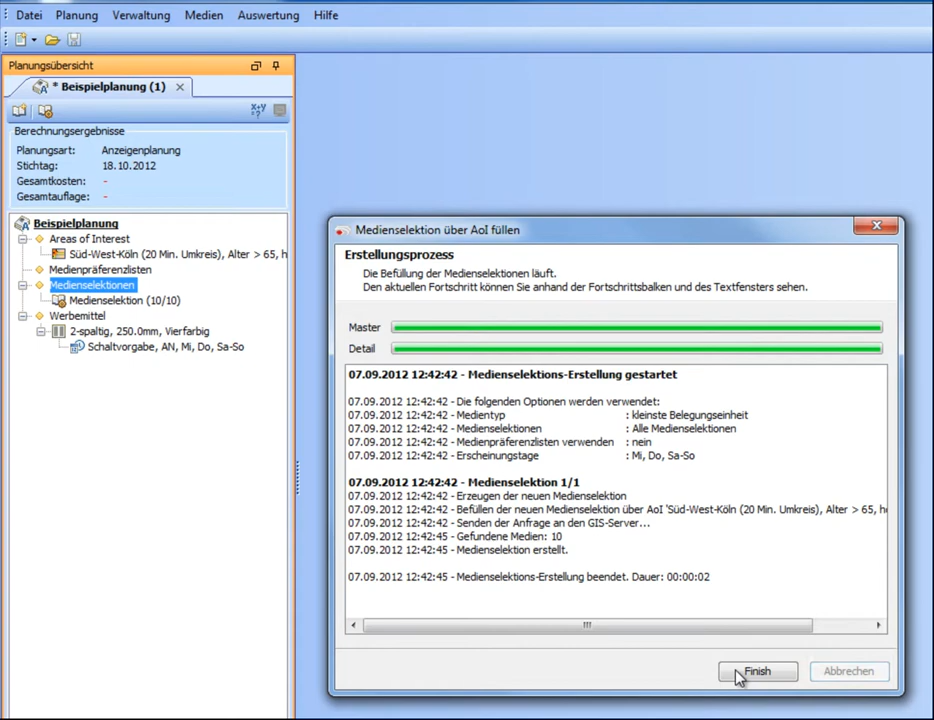 Datei Planung Verwaltung Medien Auswertung Hilfe
Planungsübersicht
* Beispielplanung (1)
X+Y
=?
Berechnungsergebnisse
Planungsart: Anzeigenplanung
Stichtag: 18.10.2012
Gesamtkosten: -
Gesamtauflage: -
Beispielplanung
Areas of Interest
Süd-West-Köln (20 Min. Umkreis), Alter > 65, h
Medienpräferenzlisten
Medienselektionen
Medienselektion (10/10)
Werbemittel
2-spaltig, 250.0mm, Vierfarbig
Schaltvorgabe, AN, Mi, Do, Sa-So
Medienselektion über AoI füllen
Erstellungsprozess
Die Befüllung der Medienselektionen läuft.
Den aktuellen Fortschritt können Sie anhand der Fortschrittsbalken und des Textfensters sehen.
Master
Detail
07.09.2012 12:42:42 - Medienselektions-Erstellung gestartet
07.09.2012 12:42:42 - Die folgenden Optionen werden verwendet:
07.09.2012 12:42:42 - Medientyp : kleinste Belegungseinheit
07.09.2012 12:42:42 - Medienselektionen : Alle Medienselektionen
07.09.2012 12:42:42 - Medienpräferenzlisten verwenden : nein
07.09.2012 12:42:42 - Erscheinungstage : Mi, Do, Sa-So
07.09.2012 12:42:42 - Medienselektion 1/1
07.09.2012 12:42:42 - Erzeugen der neuen Medienselektion
07.09.2012 12:42:42 - Befüllen der neuen Medienselektion über AoI 'Süd-West-Köln (20 Min. Umkreis), Alter > 65, h
07.09.2012 12:42:42 - Senden der Anfrage an den GIS-Server...
07.09.2012 12:42:45 - Gefundene Medien: 10
07.09.2012 12:42:45 - Medienselektion erstellt.
07.09.2012 12:42:45 - Medienselektions-Erstellung beendet. Dauer: 00:00:02
Finish Abbrechen